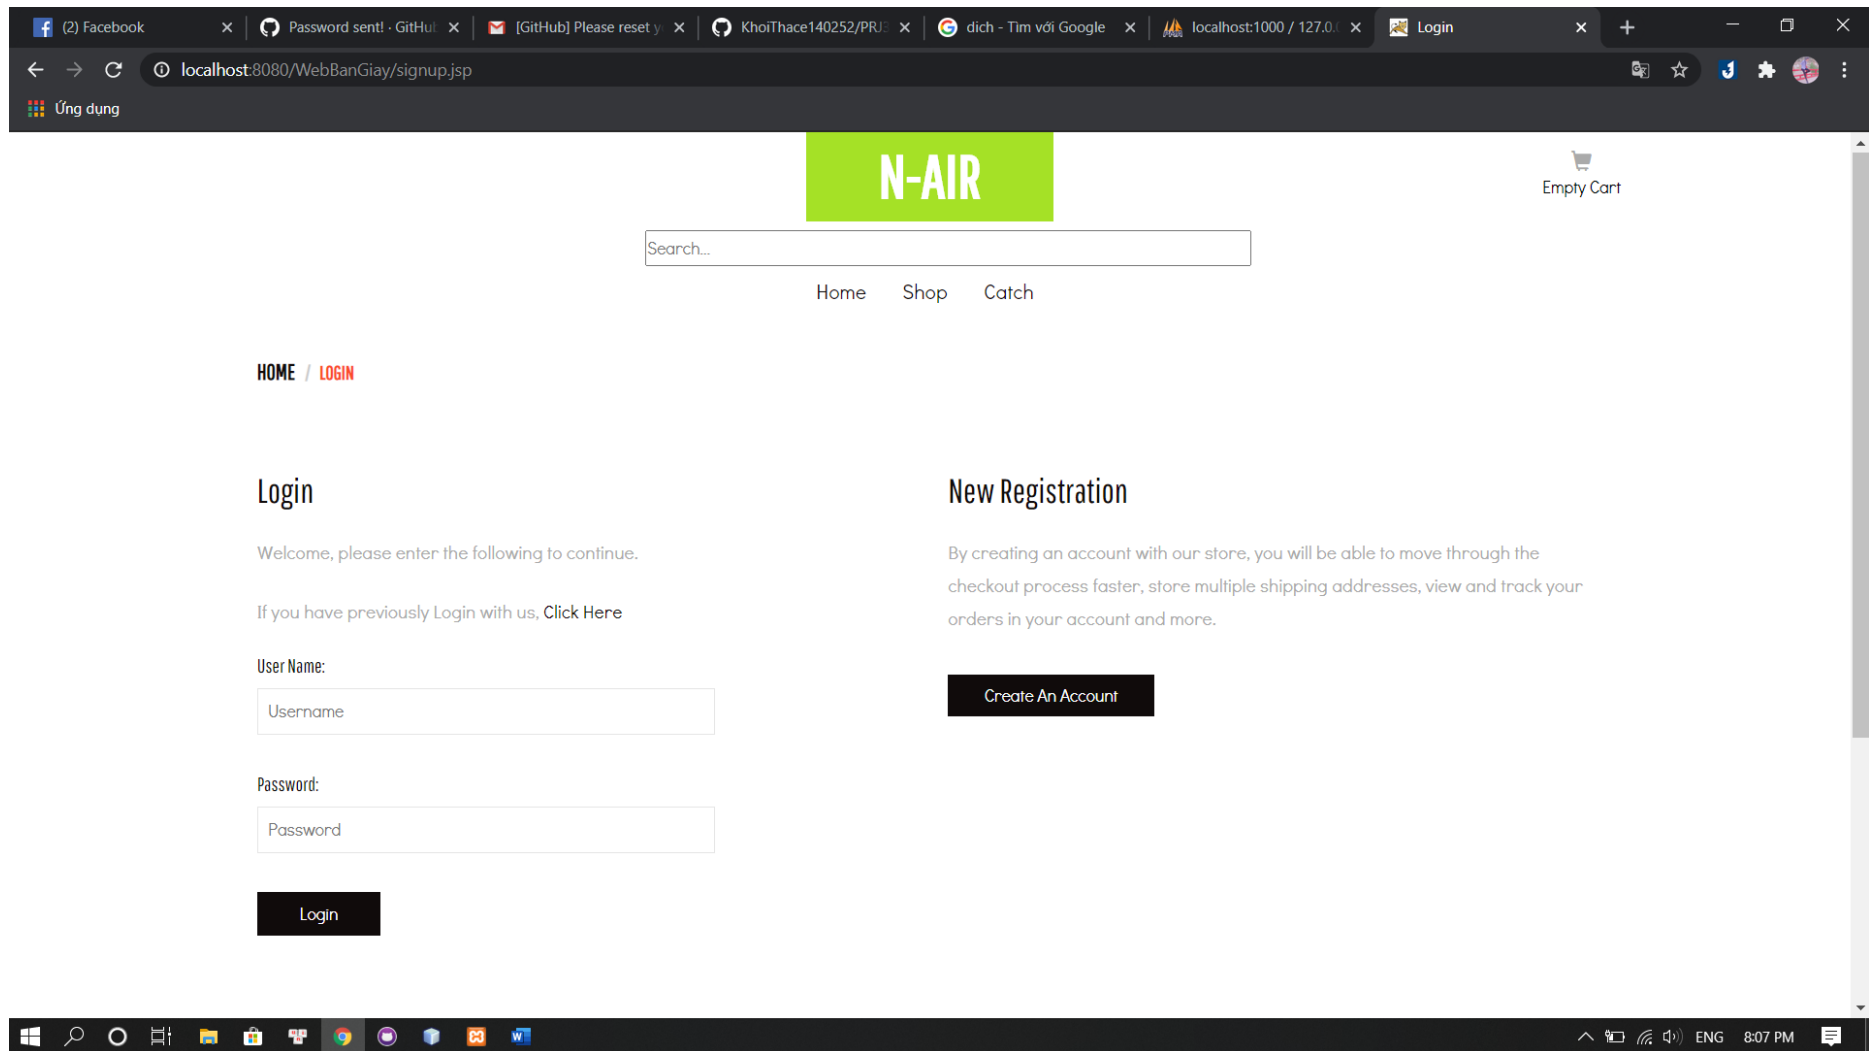 (2) Facebook
Password sent! · GitHub
[GitHub] Please reset y
KhoiThace140252/PRJ3
dich - Tìm với Google
localhost:1000 / 127.0.
Login
localhost:8080/WebBanGiay/signup.jsp
Ứng dụng
N-AIR
Empty Cart
Search...
Home Shop Catch
HOME / LOGIN
Login
Welcome, please enter the following to continue.
If you have previously Login with us, Click Here
User Name:
Username
Password:
Password
Login
New Registration
By creating an account with our store, you will be able to move through the
checkout process faster, store multiple shipping addresses, view and track your
orders in your account and more.
Create An Account
ENG 8:07 PM